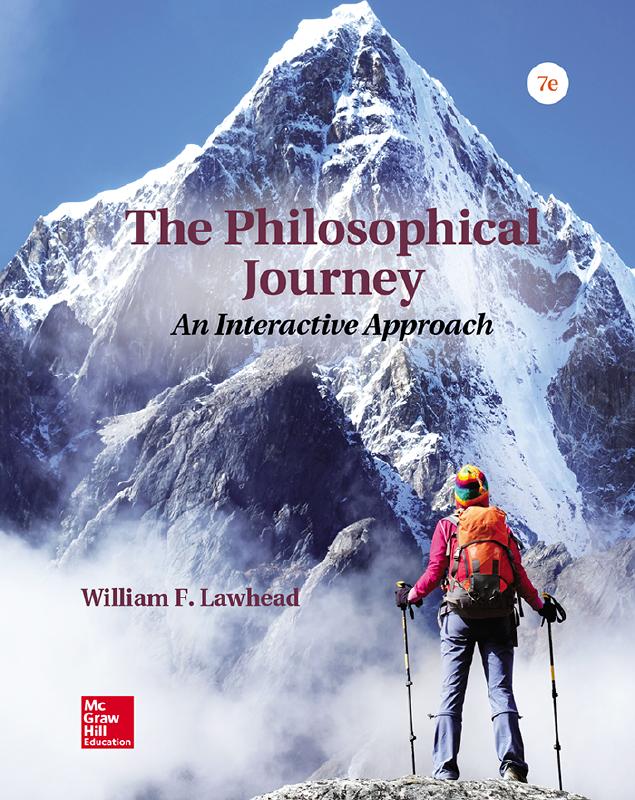 7e
The Philosophical
Journey
An Interactive Approach
William F. Lawhead
Mc
Graw
Hill
Education